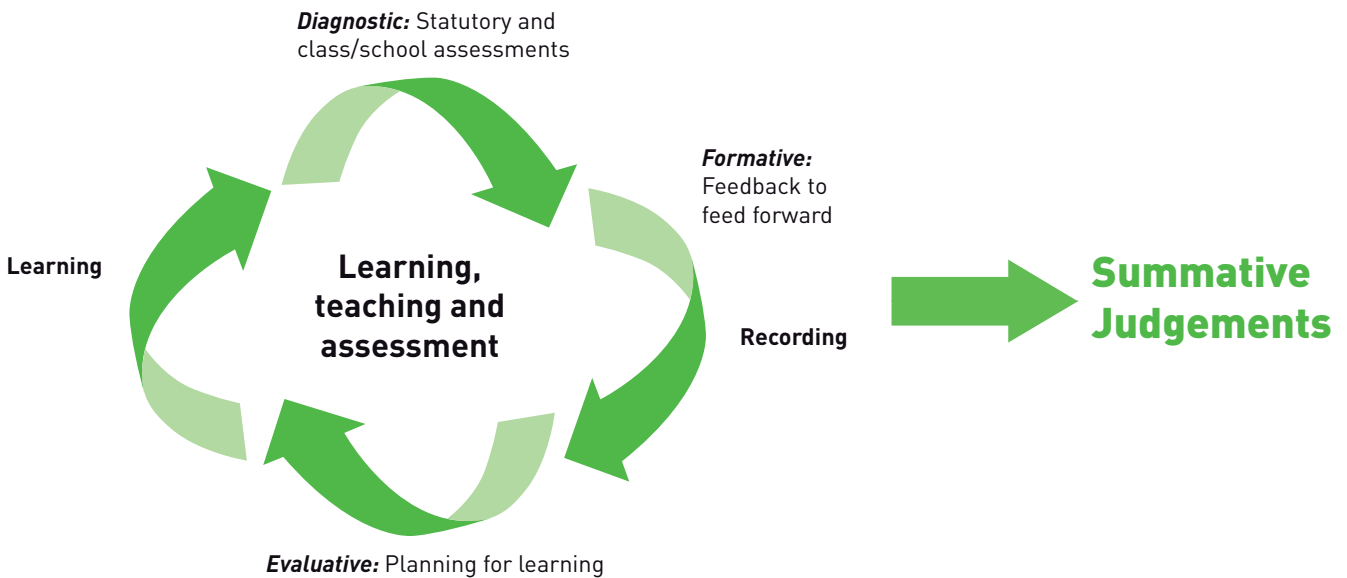 Diagnostic: Statutory and
class/school assessments
Formative:
Feedback to
feed forward
Learning
Learning,
teaching and
assessment
Recording
Summative
Judgements
Evaluative: Planning for learning